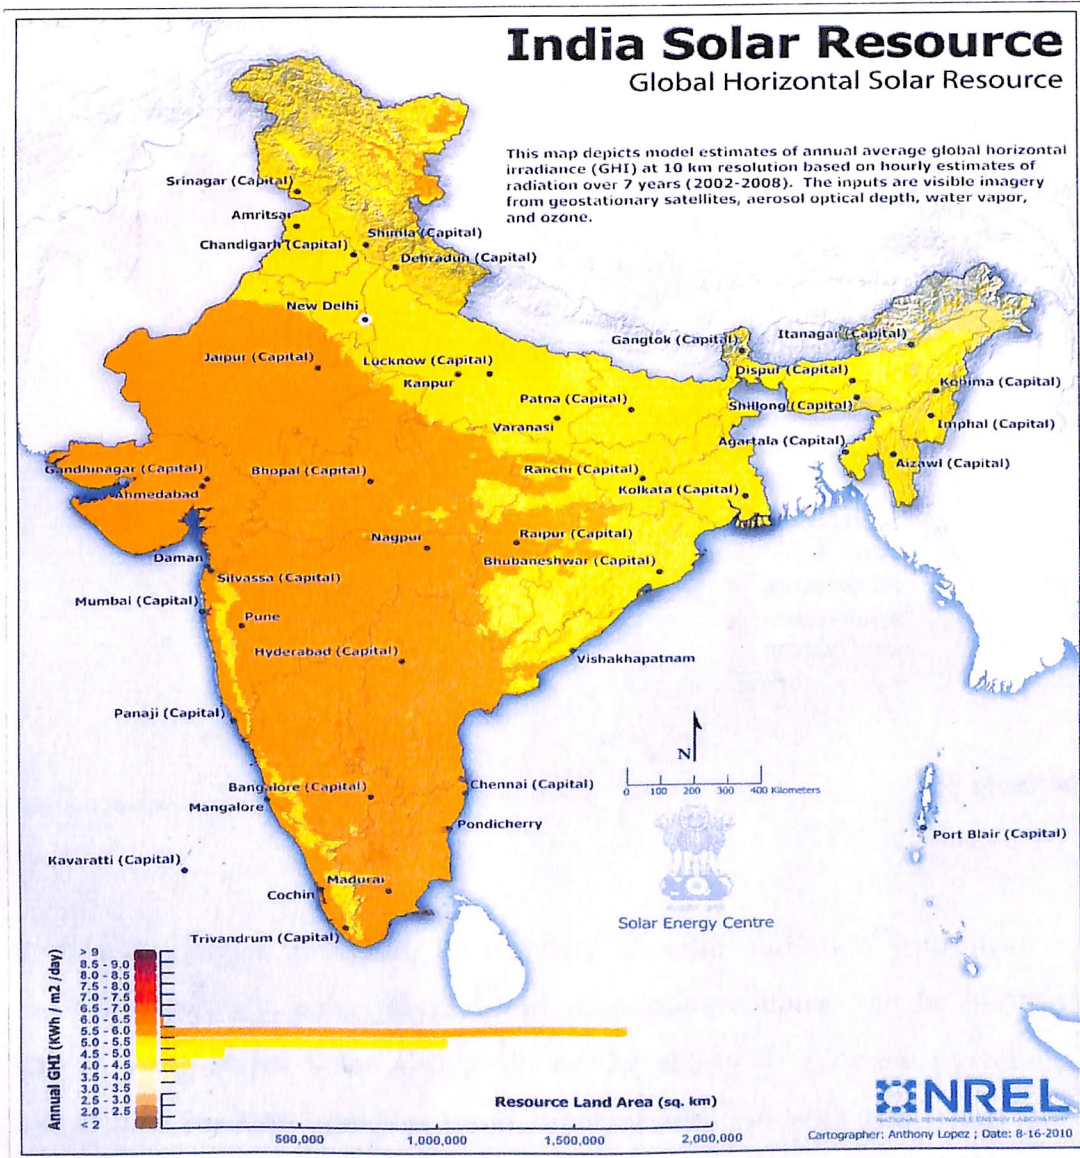 India Solar Resource
Global Horizontal Solar Resource
This map depicts model estimates of annual average global horizontal
irradiance (GHI) at 10 km resolution based on hourly estimates of
radiation over 7 years (2002-2008). The inputs are visible imagery
from geostationary satellites, aerosol optical depth, water vapor,
and ozone.
Srinagar (Capital)
Amritsar
Shimla (Capital)
Chandigarh (Capital)
Dehradun (Capital)
New Delhi
Jaipur (Capital)
Lucknow (Capital)
Kanpur
Gangtok (Capital)
Itanagar (Capital)
Dispur (Capital)
Kohima (Capital)
Patna (Capital)
Shillong (Capital)
Varanasi
Imphal (Capital)
Agartala (Capital)
Aizawl (Capital)
Gandhinagar (Capital)
Bhopal (Capital)
Ranchi (Capital)
Ahmedabad
Kolkata (Capital)
Nagpur
Raipur (Capital)
Daman
Bhubaneshwar (Capital)
Silvassa (Capital)
Mumbai (Capital)
Pune
Hyderabad (Capital)
Vishakhapatnam
Panaji (Capital)
N
Bangalore (Capital)
Chennai (Capital)
0 100 200 300 400 Kilometers
Mangalore
Pondicherry
Port Blair (Capital)
Kavaratti (Capital)
Madurai
Cochin
Solar Energy Centre
Trivandrum (Capital)
Annual GHI (KWh / m2 /day)
> 9
8.5 - 9.0
8.0 - 8.5
7.5 - 8.0
7.0 - 7.5
6.5 - 7.0
6.0 - 6.5
5.5 - 6.0
5.0 - 5.5
4.5 - 5.0
4.0 - 4.5
3.5 - 4.0
3.0 - 3.5
2.5 - 3.0
2.0 - 2.5
< 2
Resource Land Area (sq. km)
500,000 1,000,000 1,500,000 2,000,000
NREL
NATIONAL RENEWABLE ENERGY LABORATORY
Cartographer: Anthony Lopez ; Date: 8-16-2010